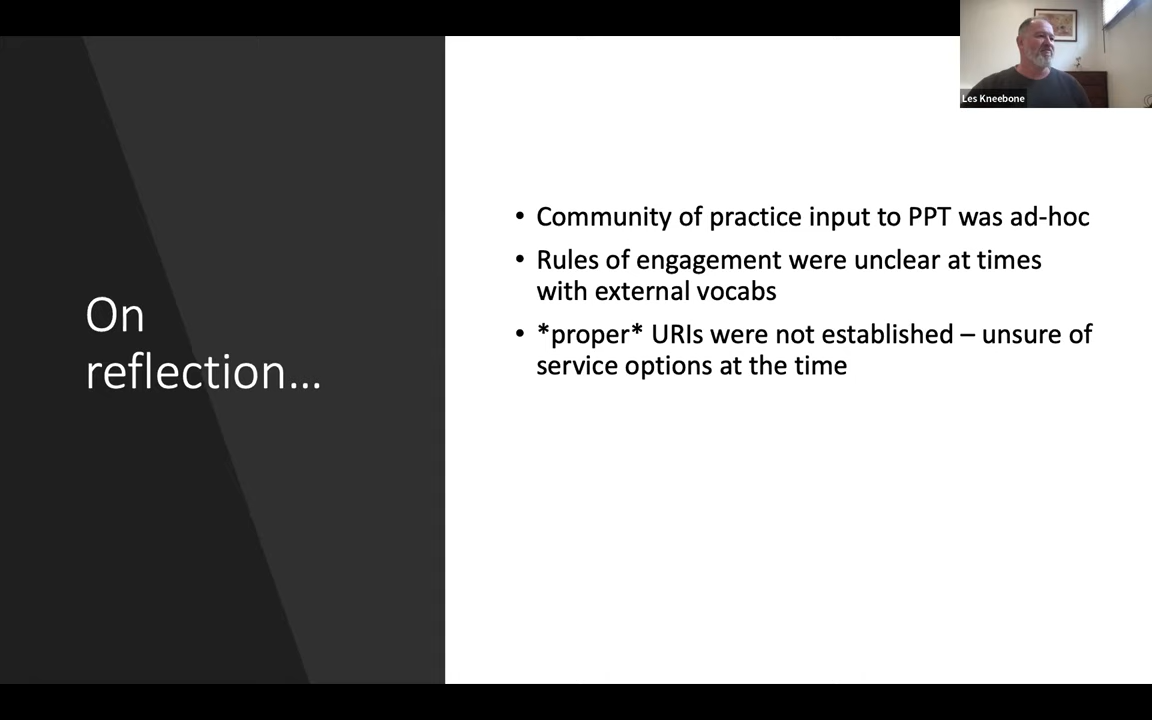 Les Kneebone
On
reflection...
• Community of practice input to PPT was ad-hoc
• Rules of engagement were unclear at times
with external vocabs
• *proper* URIs were not established – unsure of
service options at the time